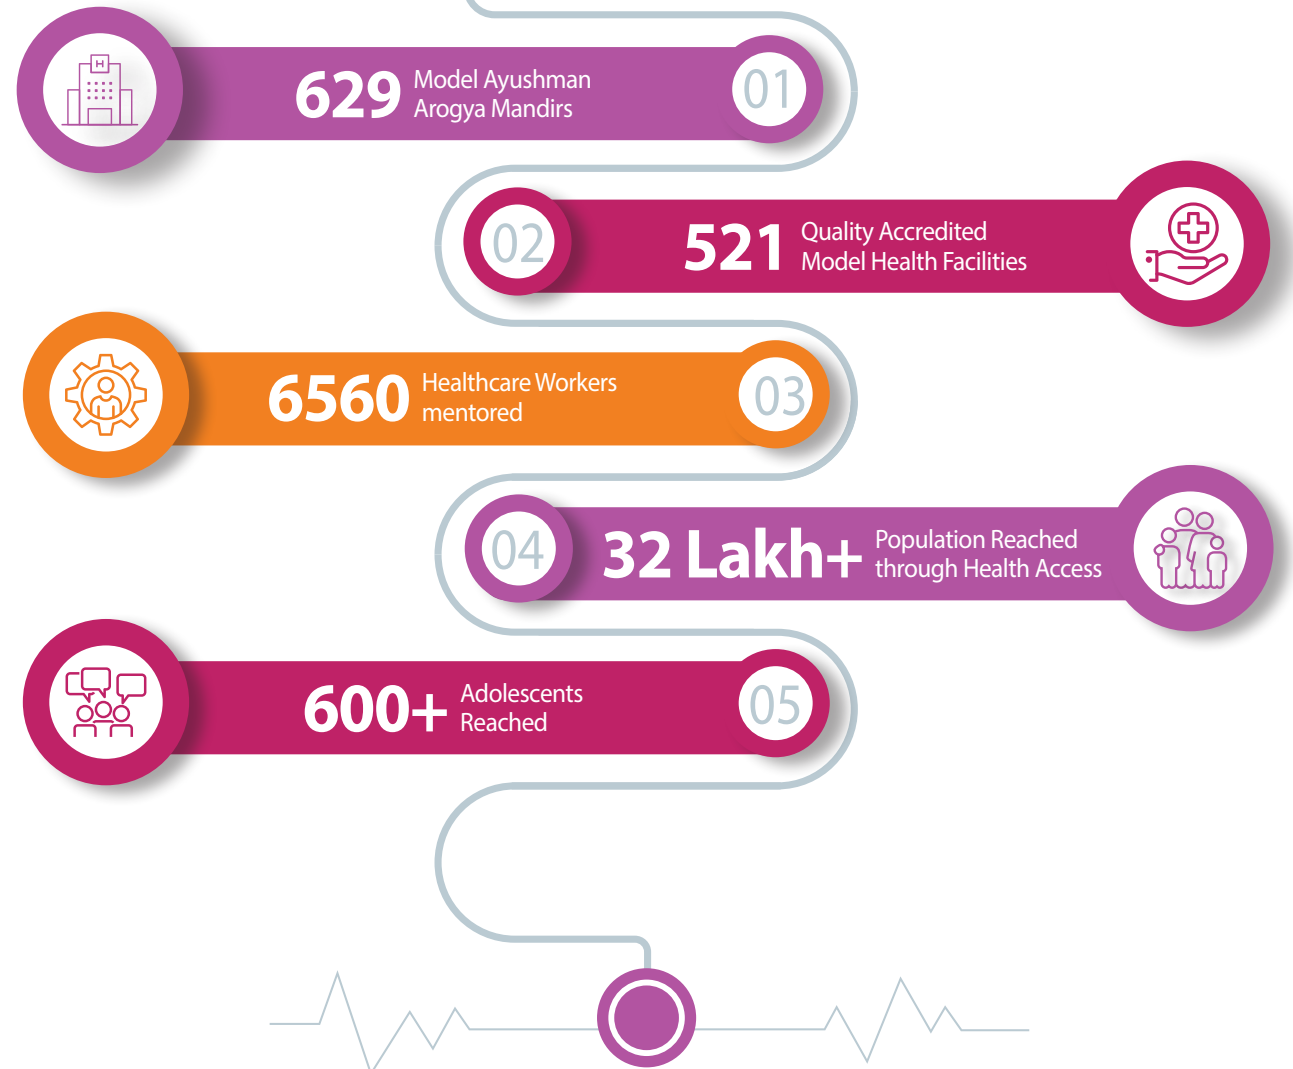 629 Model Ayushman
Arogya Mandirs
01
02
521 Quality Accredited
Model Health Facilities
6560 Healthcare Workers
mentored
03
04
32 Lakh+ Population Reached
through Health Access
600+ Adolescents
Reached
05
H